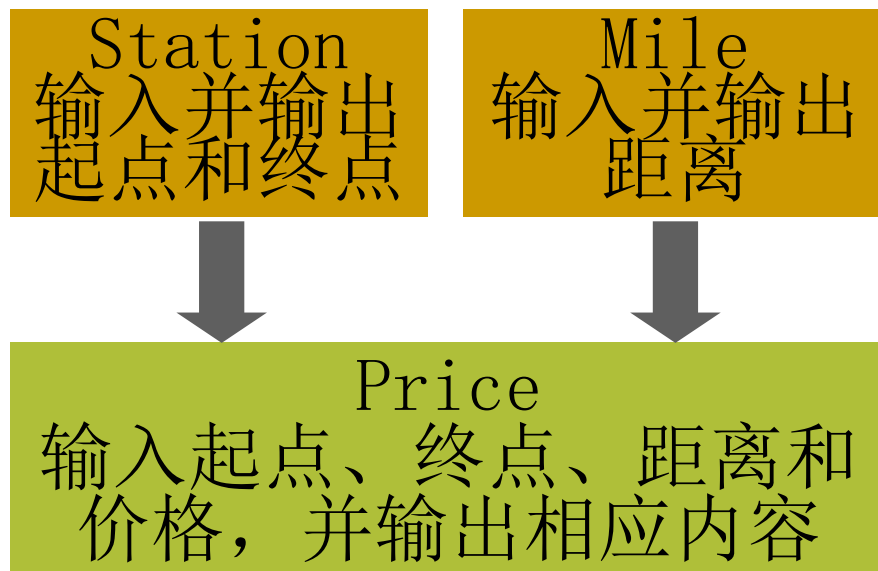 Station
输入并输出
起点和终点
Mile
输入并输出
距离
Price
输入起点、终点、距离和
价格，并输出相应内容